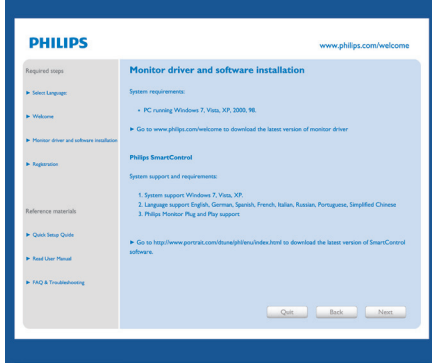 PHILIPS
www.philips.com/welcome
Required steps
► Select Language
► Welcome
► Monitor driver and software installation
► Registration
Reference materials
► Quick Setup Guide
► Read User Manual
► FAQ & Troubleshooting
Monitor driver and software installation
System requirements:
• PC running Windows 7, Vista, XP, 2000, 98.
► Go to www.philips.com/welcome to download the latest version of monitor driver
Philips SmartControl
System support and requirements:
1. System support Windows 7, Vista, XP.
2. Language support English, German, Spanish, French, Italian, Russian, Portuguese, Simplified Chinese
3. Philips Monitor Plug and Play support
► Go to http://www.portrait.com/dtune/phl/enu/index.html to download the latest version of SmartControl
software.
Quit
Back
Next